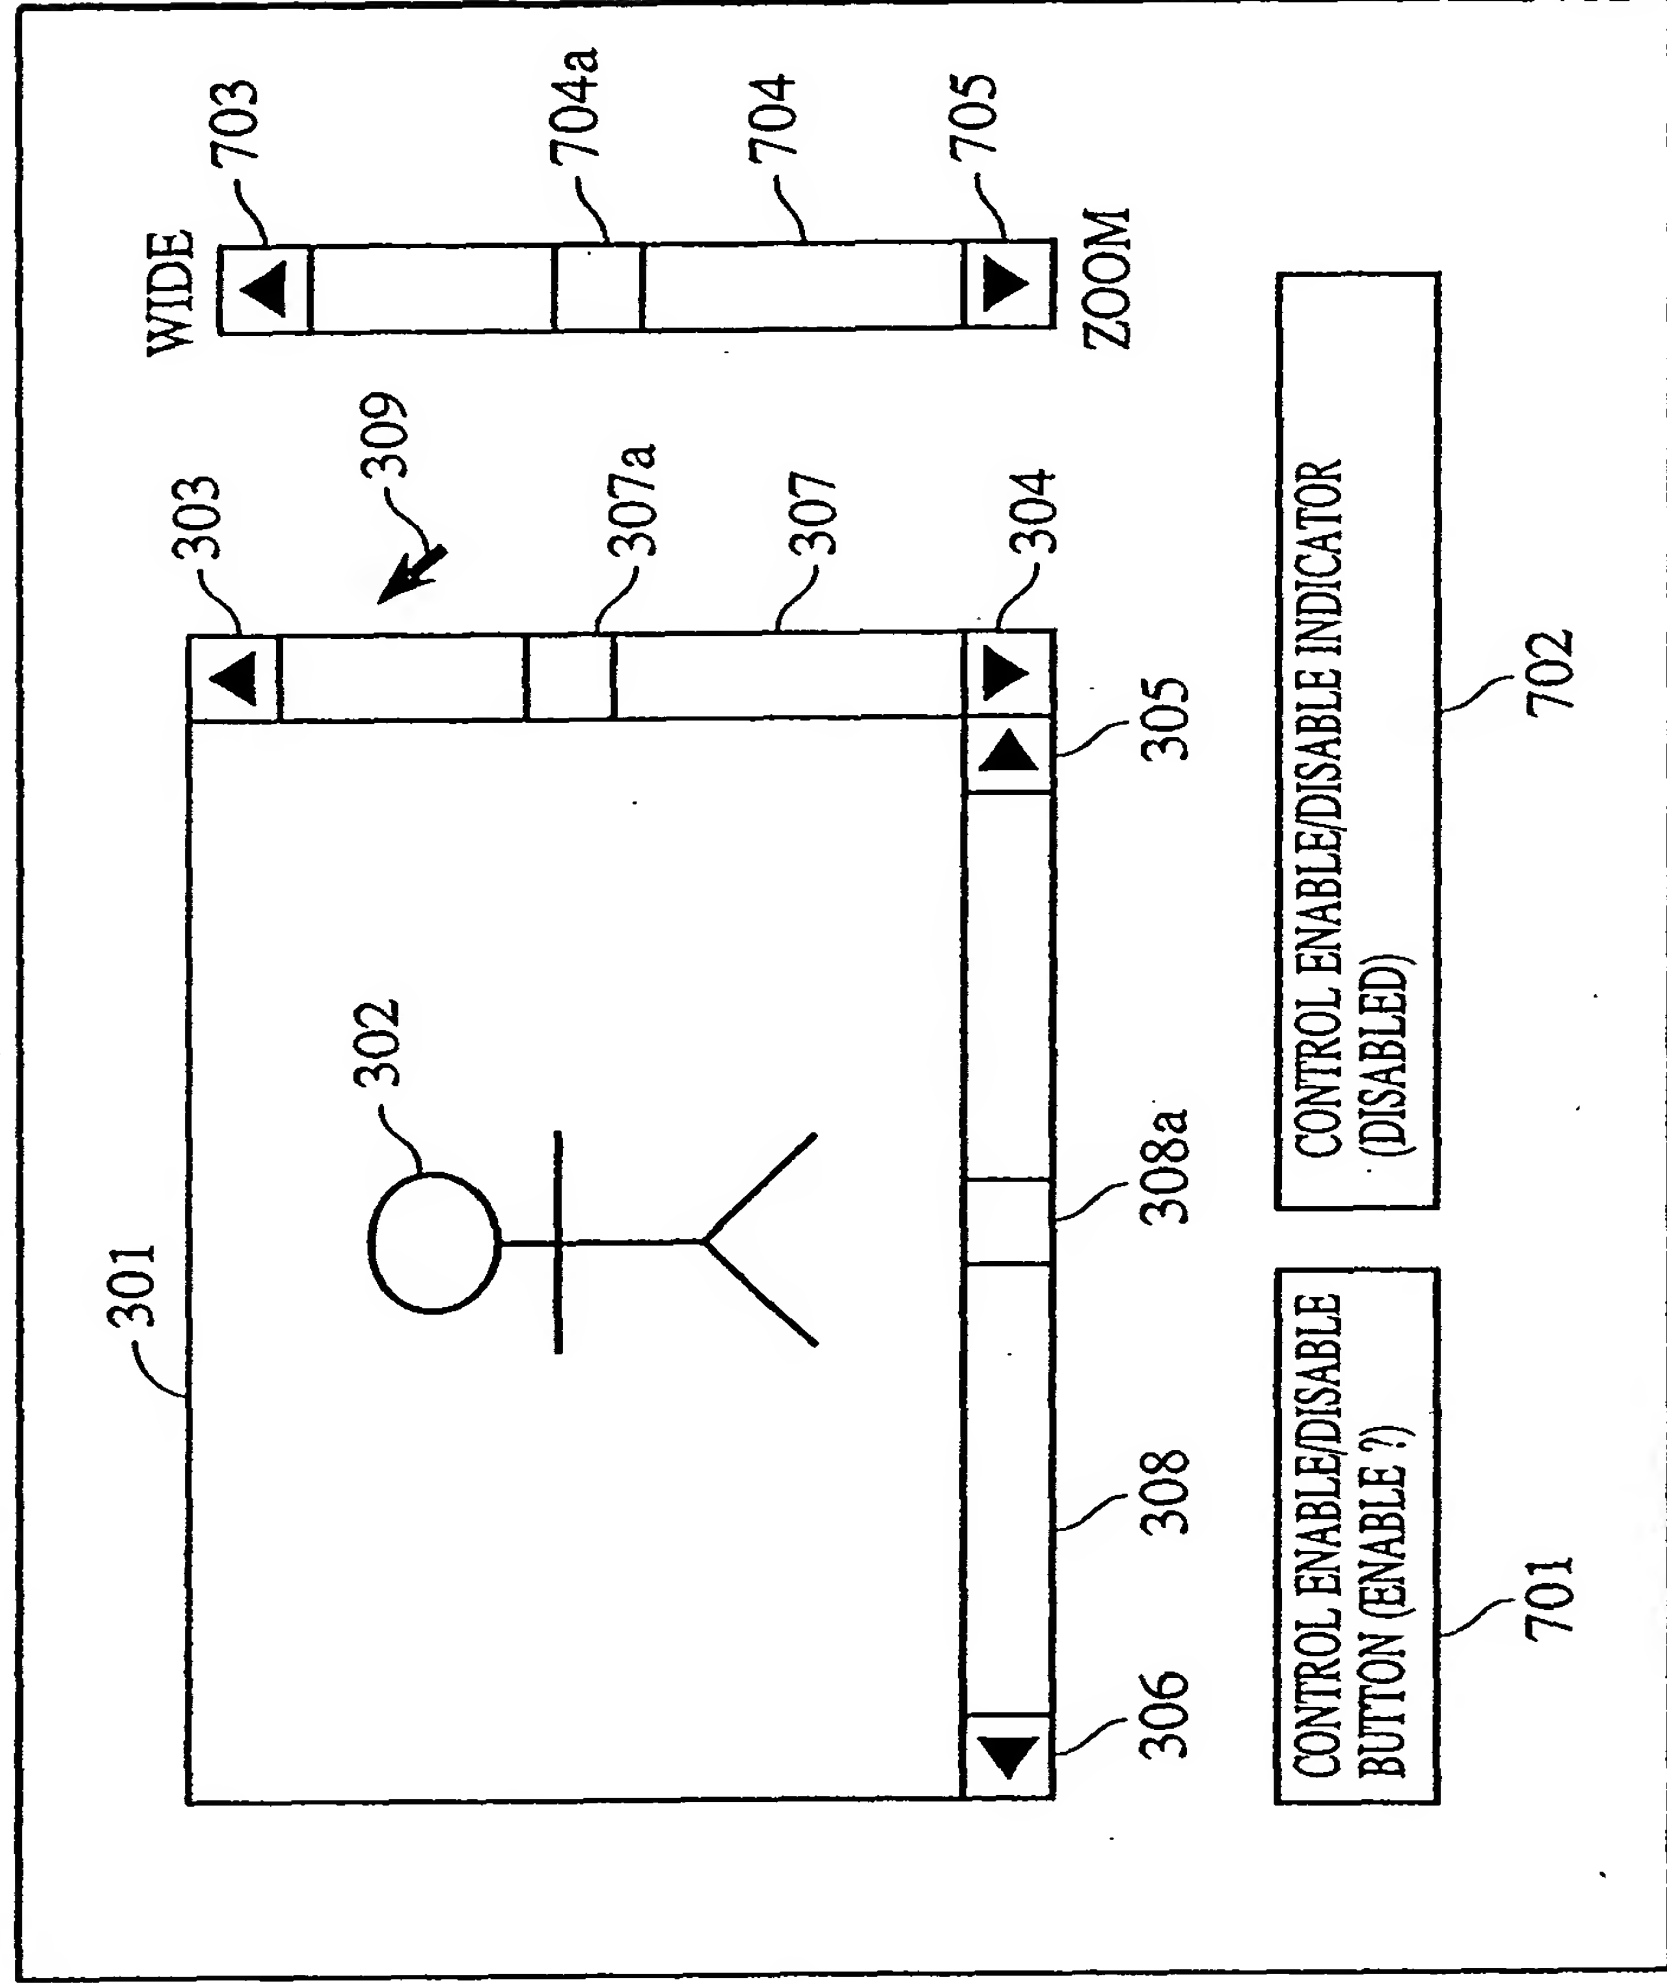 301
302
303
309
307a
307
304
305
WIDE
703
704a
704
705
ZOOM
306
308
308a
CONTROL ENABLE/DISABLE
BUTTON (ENABLE ?)
701
CONTROL ENABLE/DISABLE INDICATOR
(DISABLED)
702